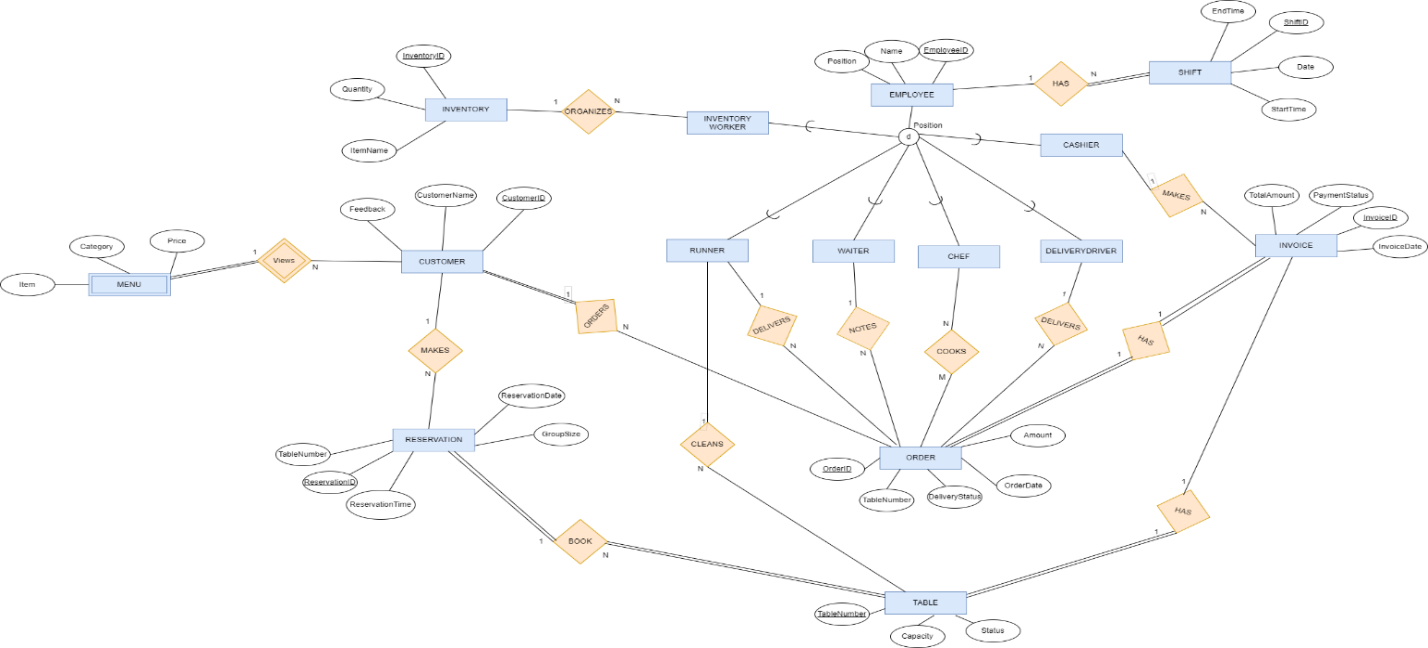 EndTime
ShiftID
Name
EmployeeID
InventoryID
Position
Date
1
HAS
N
SHIFT
Quantity
EMPLOYEE
StartTime
INVENTORY
1
ORGANIZES
N
INVENTORY
WORKER
Position
d
CASHIER
ItemName
1
MAKES
N
TotalAmount
PaymentStatus
InvoiceID
InvoiceDate
INVOICE
Feedback
CustomerName
CustomerID
Category
Price
1
Views
N
CUSTOMER
Item
MENU
RUNNER
WAITER
CHEF
DELIVERYDRIVER
1
ORDERS
N
1
DELIVERS
N
1
NOTES
N
N
COOKS
M
1
DELIVERS
N
1
HAS
1
1
MAKES
N
ReservationDate
GroupSize
RESERVATION
TableNumber
ReservationID
ReservationTime
1
CLEANS
N
Amount
ORDER
OrderID
TableNumber
DeliveryStatus
OrderDate
1
HAS
1
1
BOOK
N
TABLE
TableNumber
Capacity
Status